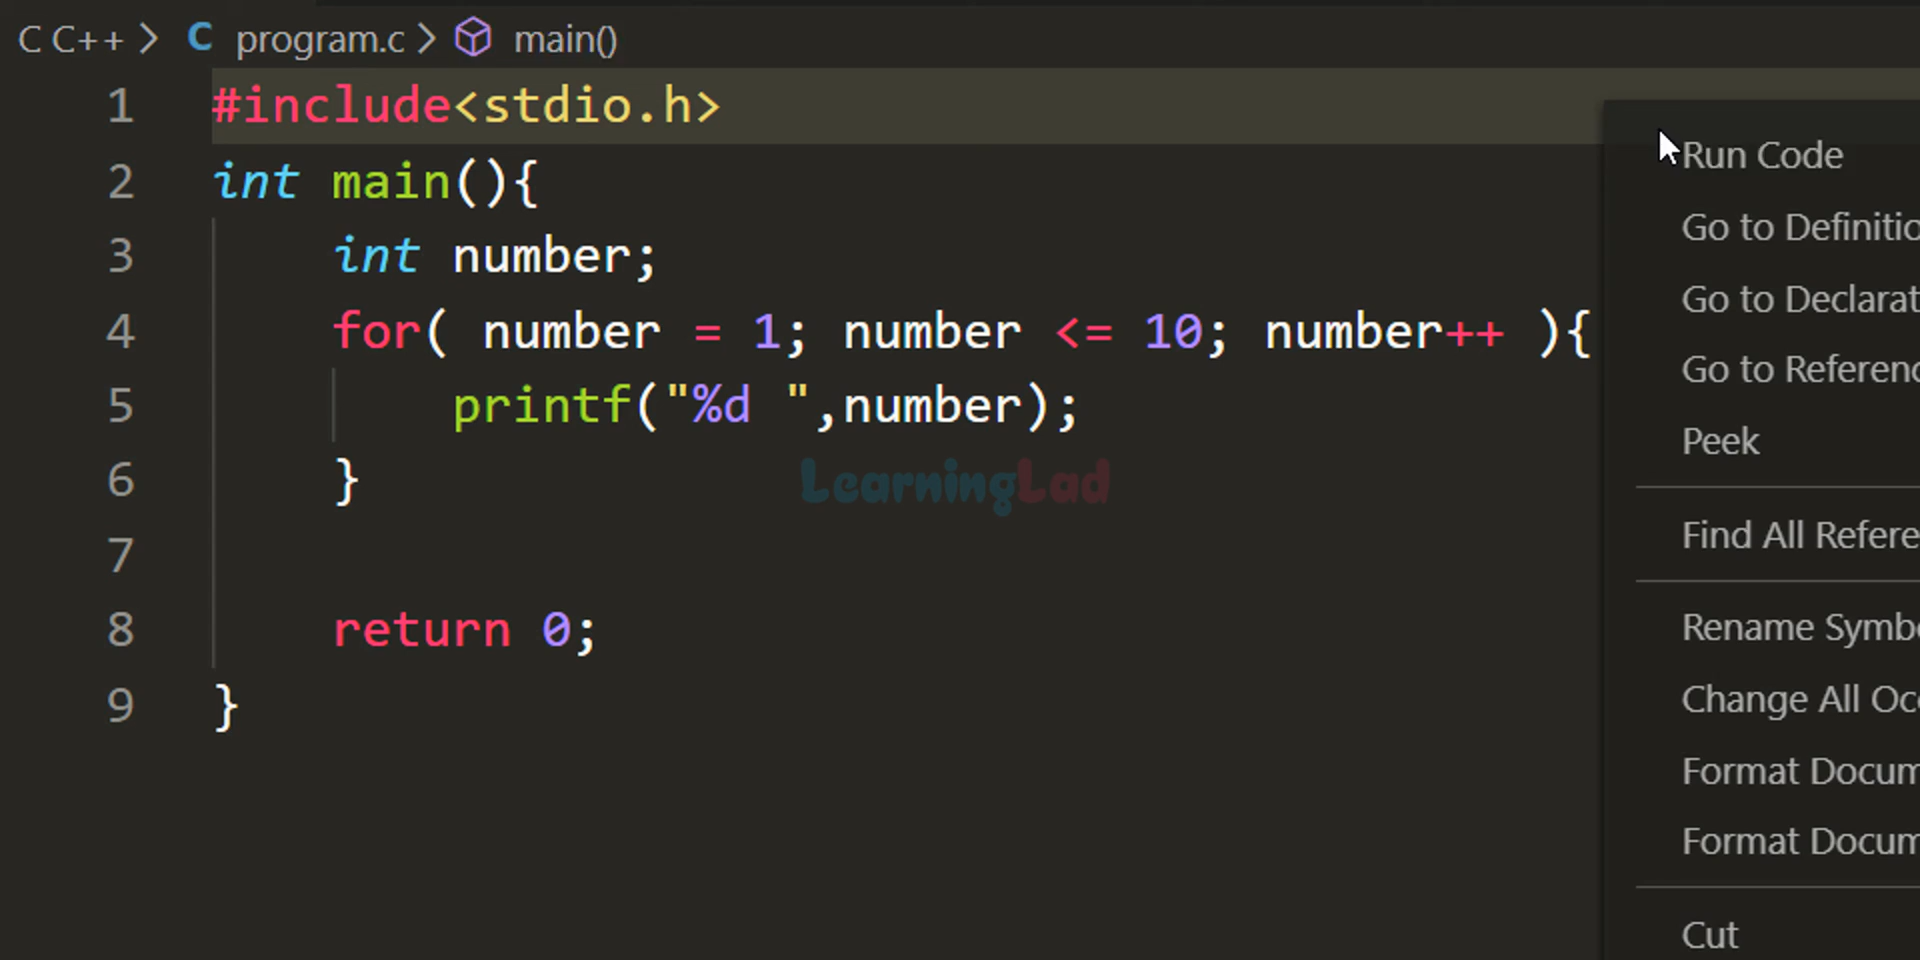 C C++ > C program.c > main()
1 #include<stdio.h>
2 int main(){
3 int number;
4 for( number = 1; number <= 10; number++ ){
5 printf("%d ",number);
6 }
7
8 return 0;
9 }
LearningLad
Run Code
Go to Definitio
Go to Declarat
Go to Referenc
Peek
Find All Refere
Rename Symbo
Change All Occ
Format Docum
Format Docum
Cut